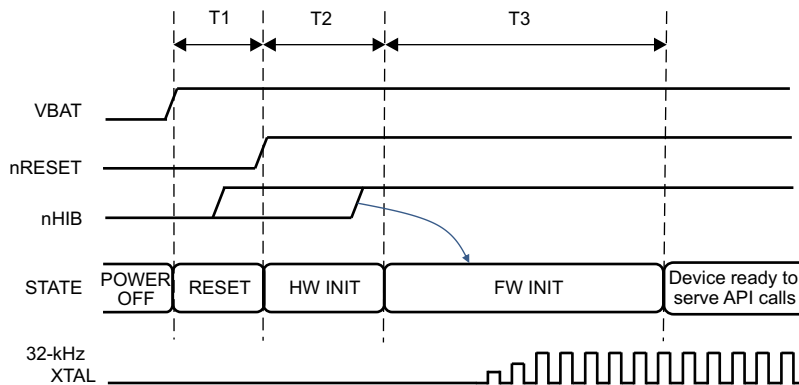 T1 T2 T3
VBAT
nRESET
nHIB
STATE
POWER
OFF
RESET
HW INIT
FW INIT
Device ready to
serve API calls
32-kHz
XTAL